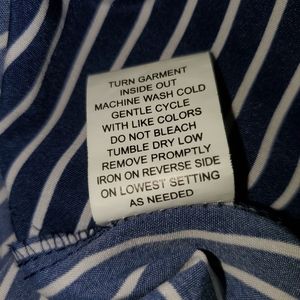 TURN GARMENT
INSIDE OUT
MACHINE WASH COLD
GENTLE CYCLE
WITH LIKE COLORS
DO NOT BLEACH
TUMBLE DRY LOW
REMOVE PROMPTLY
IRON ON REVERSE SIDE
ON LOWEST SETTING
AS NEEDED